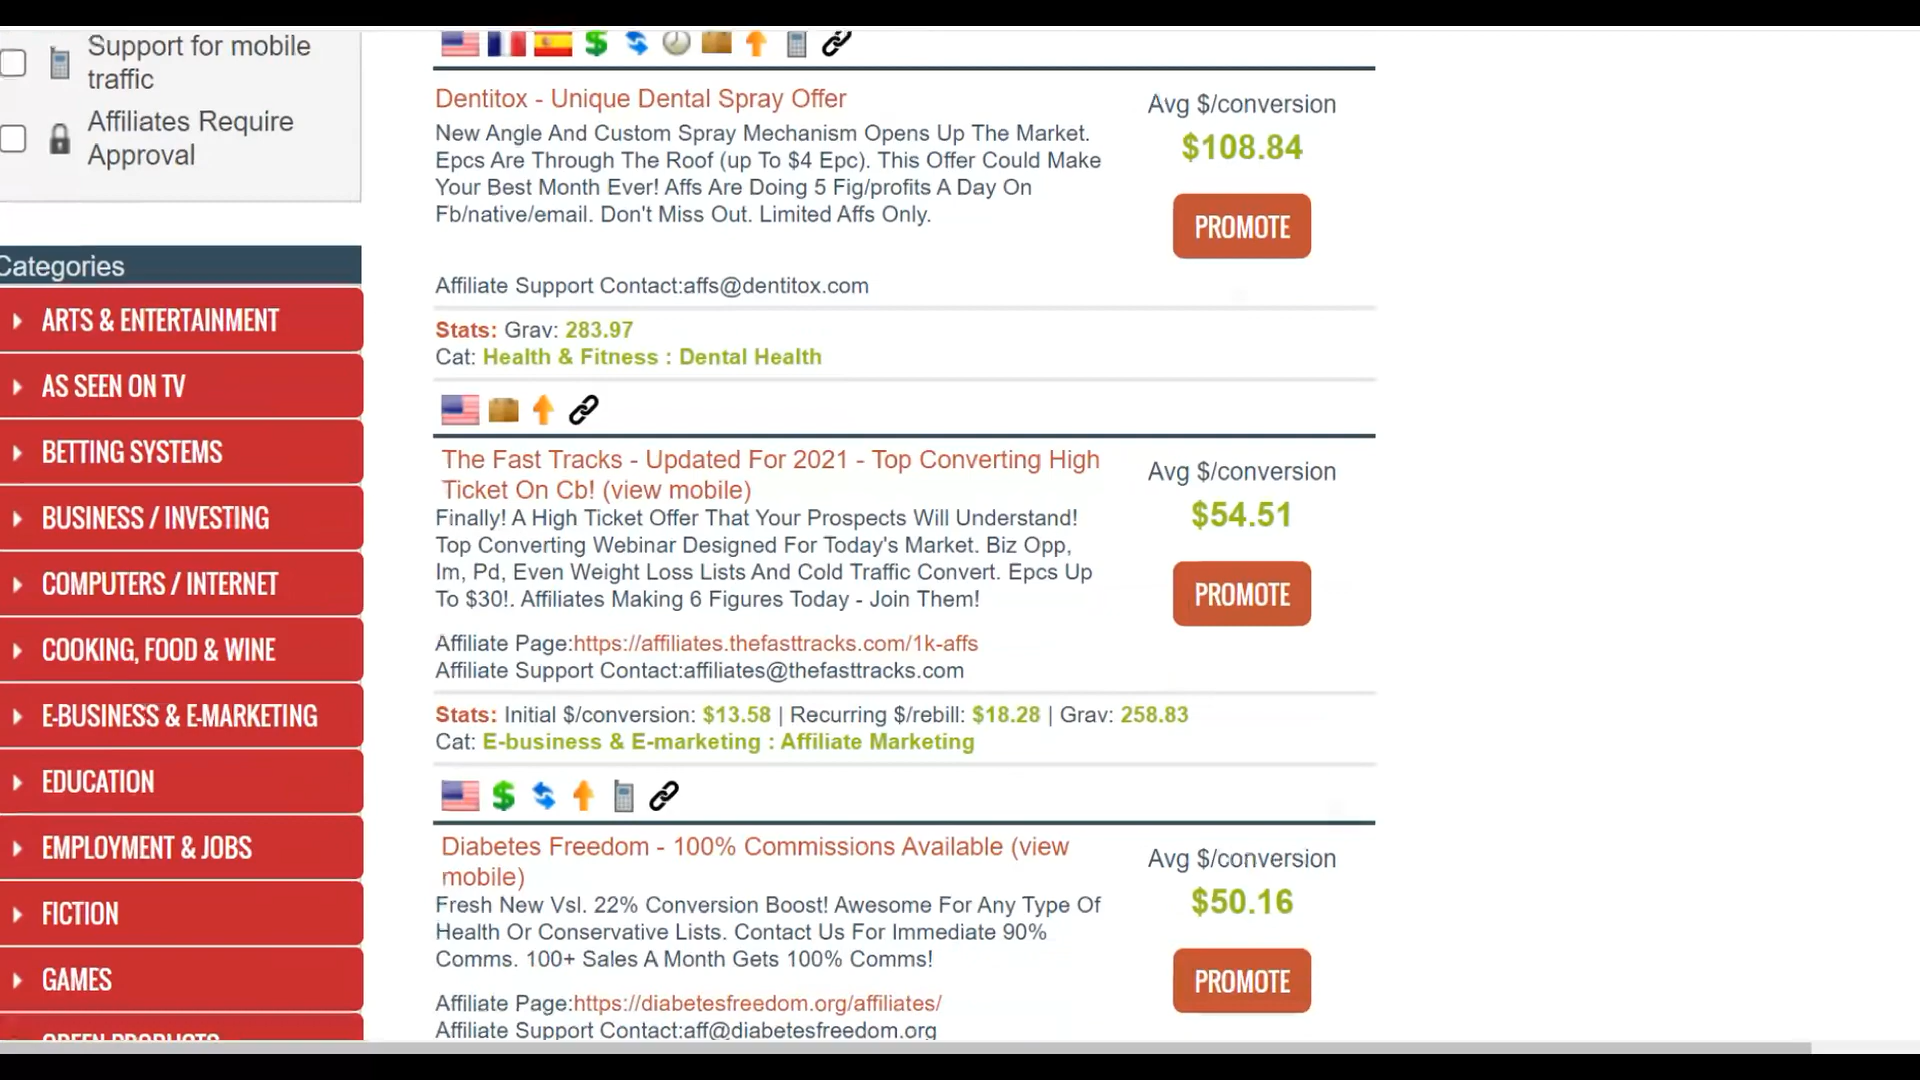 Support for mobile
traffic
Affiliates Require
Approval
Categories
ARTS & ENTERTAINMENT
AS SEEN ON TV
BETTING SYSTEMS
BUSINESS / INVESTING
COMPUTERS / INTERNET
COOKING, FOOD & WINE
E-BUSINESS & E-MARKETING
EDUCATION
EMPLOYMENT & JOBS
FICTION
GAMES
GREEN PRODUCTS
Dentitox - Unique Dental Spray Offer
New Angle And Custom Spray Mechanism Opens Up The Market.
Epcs Are Through The Roof (up To $4 Epc). This Offer Could Make
Your Best Month Ever! Affs Are Doing 5 Fig/profits A Day On
Fb/native/email. Don't Miss Out. Limited Affs Only.
Affiliate Support Contact:affs@dentitox.com
Avg $/conversion
$108.84
PROMOTE
Stats: Grav: 283.97
Cat: Health & Fitness : Dental Health
The Fast Tracks - Updated For 2021 - Top Converting High
Ticket On Cb! (view mobile)
Finally! A High Ticket Offer That Your Prospects Will Understand!
Top Converting Webinar Designed For Today's Market. Biz Opp,
Im, Pd, Even Weight Loss Lists And Cold Traffic Convert. Epcs Up
To $30!. Affiliates Making 6 Figures Today - Join Them!
Affiliate Page:https://affiliates.thefasttracks.com/1k-affs
Affiliate Support Contact:affiliates@thefasttracks.com
Avg $/conversion
$54.51
PROMOTE
Stats: Initial $/conversion: $13.58 | Recurring $/rebill: $18.28 | Grav: 258.83
Cat: E-business & E-marketing : Affiliate Marketing
Diabetes Freedom - 100% Commissions Available (view
mobile)
Fresh New Vsl. 22% Conversion Boost! Awesome For Any Type Of
Health Or Conservative Lists. Contact Us For Immediate 90%
Comms. 100+ Sales A Month Gets 100% Comms!
Affiliate Page:https://diabetesfreedom.org/affiliates/
Affiliate Support Contact:aff@diabetesfreedom.org
Avg $/conversion
$50.16
PROMOTE